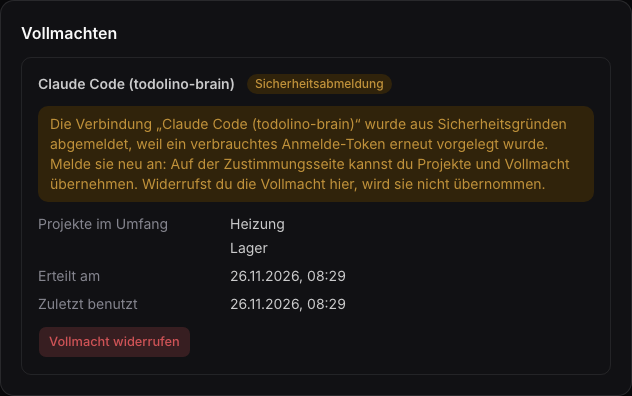 Vollmachten
Claude Code (todolino-brain) Sicherheitsabmeldung
Die Verbindung „Claude Code (todolino-brain)“ wurde aus Sicherheitsgründen
abgemeldet, weil ein verbrauchtes Anmelde-Token erneut vorgelegt wurde.
Melde sie neu an: Auf der Zustimmungsseite kannst du Projekte und Vollmacht
übernehmen. Widerrufst du die Vollmacht hier, wird sie nicht übernommen.
Projekte im Umfang Heizung
Lager
Erteilt am 26.11.2026, 08:29
Zuletzt benutzt 26.11.2026, 08:29
Vollmacht widerrufen